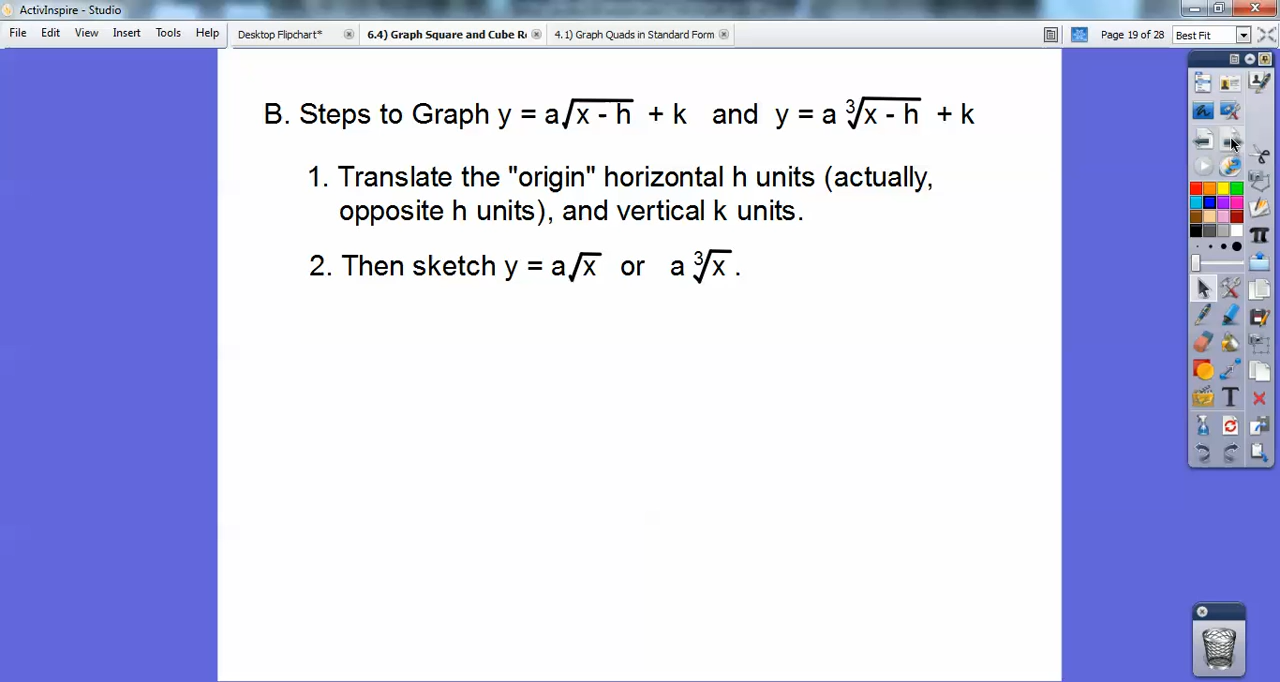 ActivInspire - Studio
File Edit View Insert Tools Help
Desktop Flipchart* 6.4) Graph Square and Cube R 4.1) Graph Quads in Standard Form Page 19 of 28 Best Fit
B. Steps to Graph y = a√x - h + k and y = a ∛x - h + k
1. Translate the "origin" horizontal h units (actually,
opposite h units), and vertical k units.
2. Then sketch y = a√x or a ∛x .